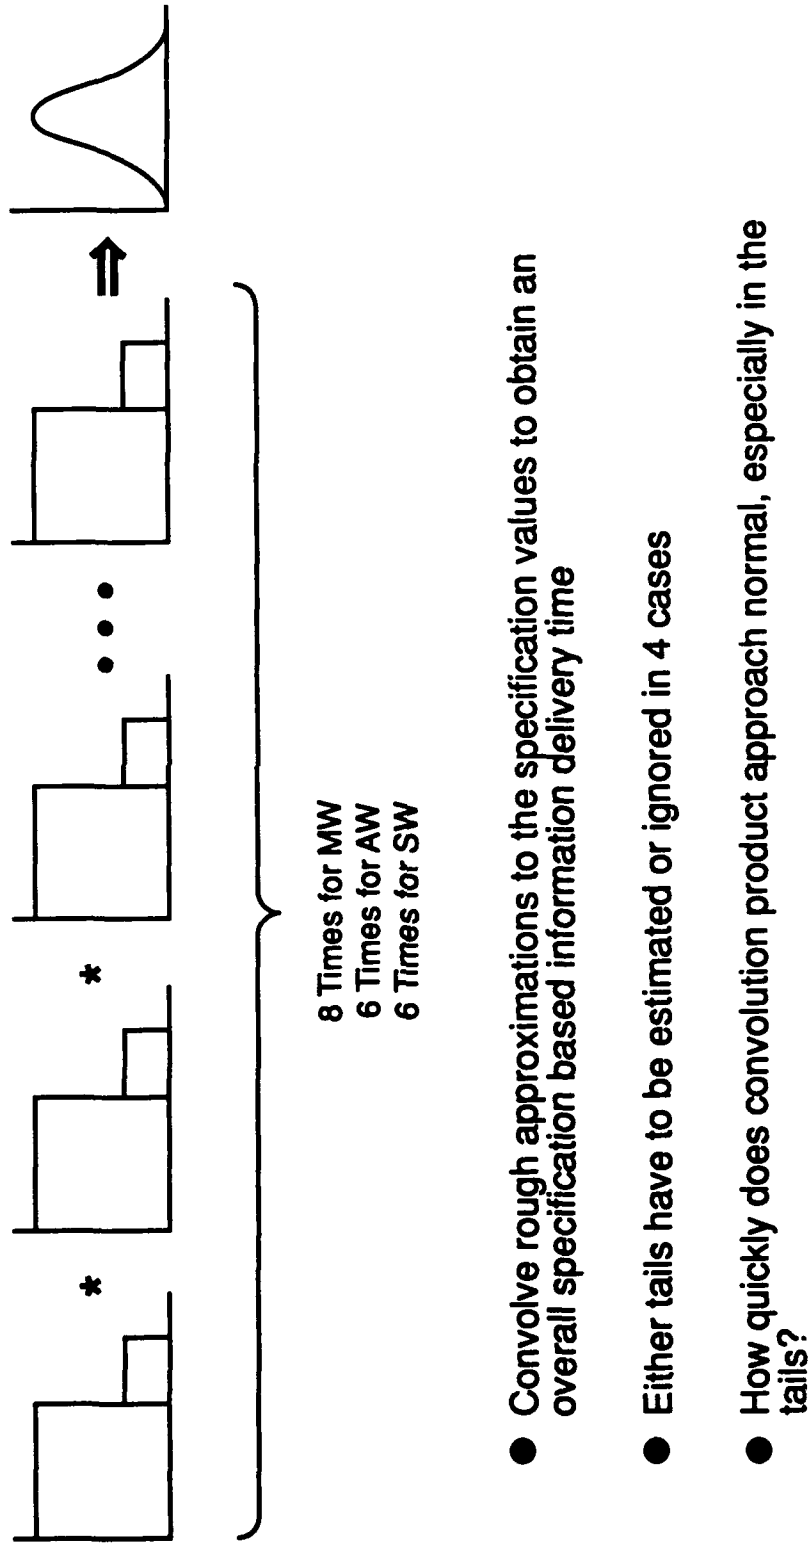 * * • • • ⇒
8 Times for MW
6 Times for AW
6 Times for SW
● Convolve rough approximations to the specification values to obtain an
overall specification based information delivery time
● Either tails have to be estimated or ignored in 4 cases
● How quickly does convolution product approach normal, especially in the
tails?